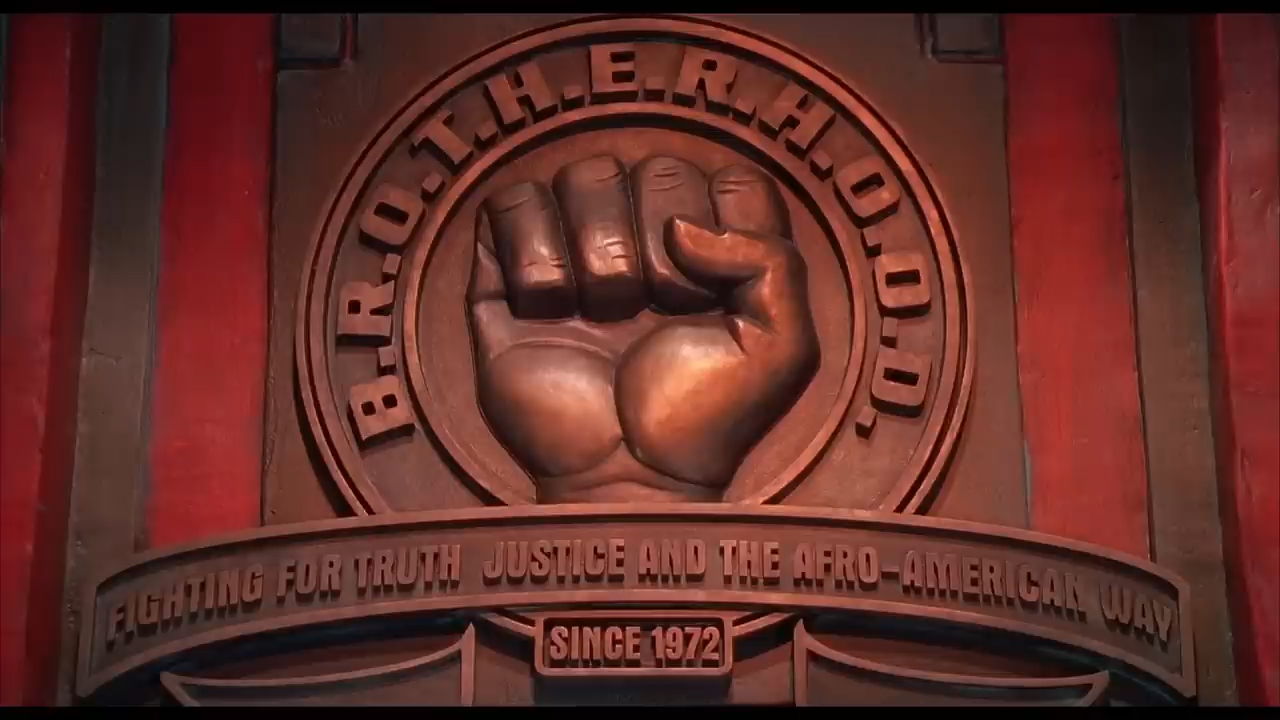 B.R.O.T.H.E.R.H.O.O.D.
FIGHTING FOR TRUTH JUSTICE AND THE AFRO-AMERICAN WAY
SINCE 1972